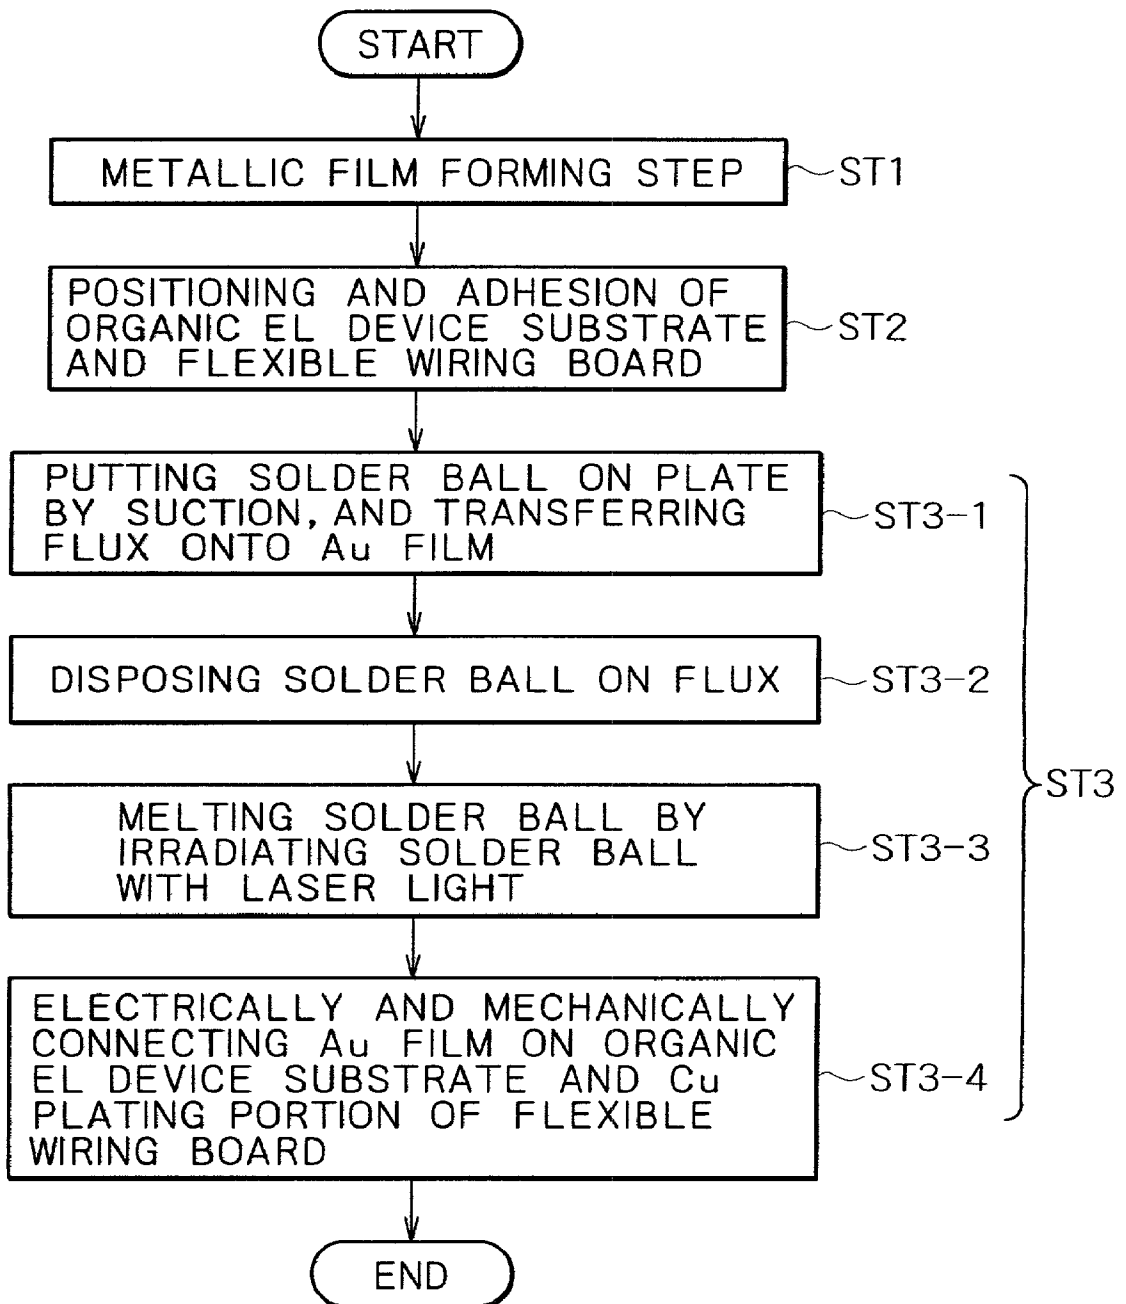 START
METALLIC FILM FORMING STEP
ST1
POSITIONING AND ADHESION OF
ORGANIC EL DEVICE SUBSTRATE
AND FLEXIBLE WIRING BOARD
ST2
PUTTING SOLDER BALL ON PLATE
BY SUCTION, AND TRANSFERRING
FLUX ONTO Au FILM
ST3-1
DISPOSING SOLDER BALL ON FLUX
ST3-2
MELTING SOLDER BALL BY
IRRADIATING SOLDER BALL
WITH LASER LIGHT
ST3-3
ST3
ELECTRICALLY AND MECHANICALLY
CONNECTING Au FILM ON ORGANIC
EL DEVICE SUBSTRATE AND Cu
PLATING PORTION OF FLEXIBLE
WIRING BOARD
ST3-4
END